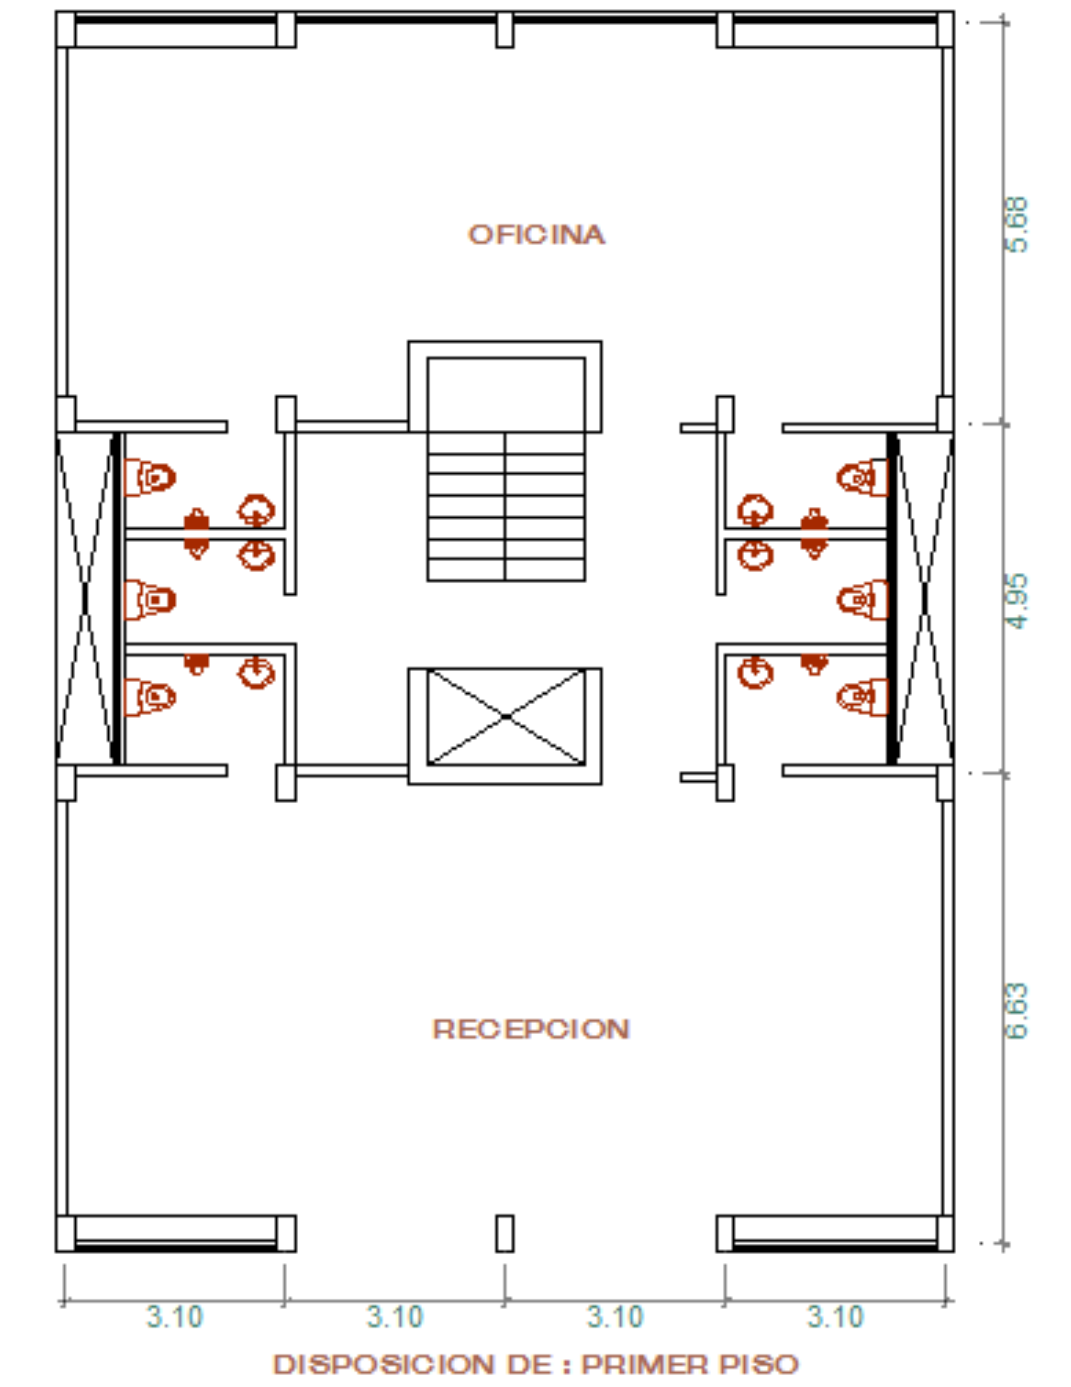 OFICINA
5.68
4.95
RECEPCION
6.63
3.10 3.10 3.10 3.10
DISPOSICION DE : PRIMER PISO